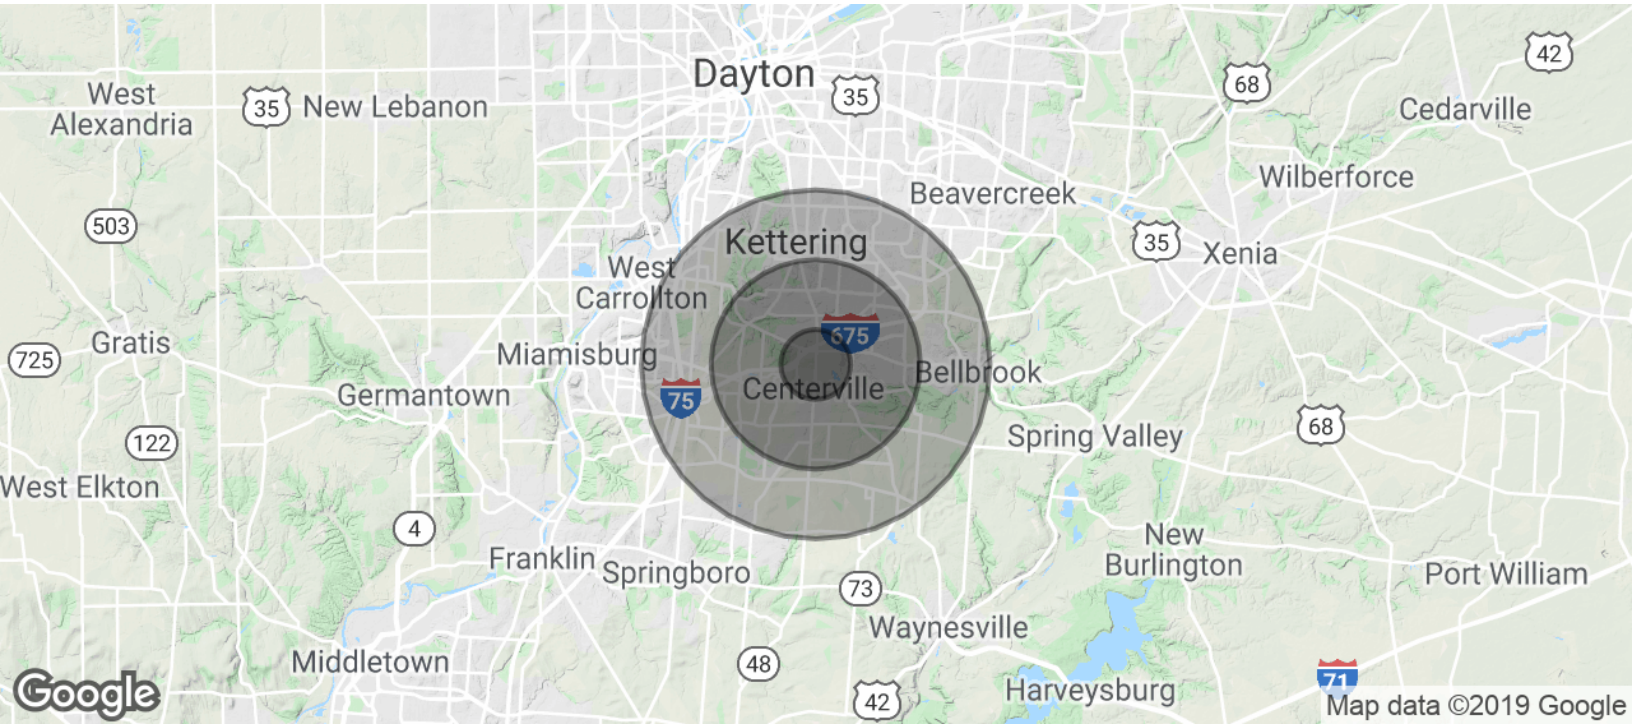 Dayton
42
68
35
West
Alexandria
35
New Lebanon
Cedarville
Wilberforce
Beavercreek
503
Kettering
35
Xenia
West
Carrollton
675
Gratis
725
Miamisburg
Bellbrook
Centerville
Germantown
75
122
68
Spring Valley
West Elkton
4
New
Burlington
Franklin
Springboro
73
Port William
Waynesville
Middletown
48
42
Harveysburg
71
Google
Map data ©2019 Google